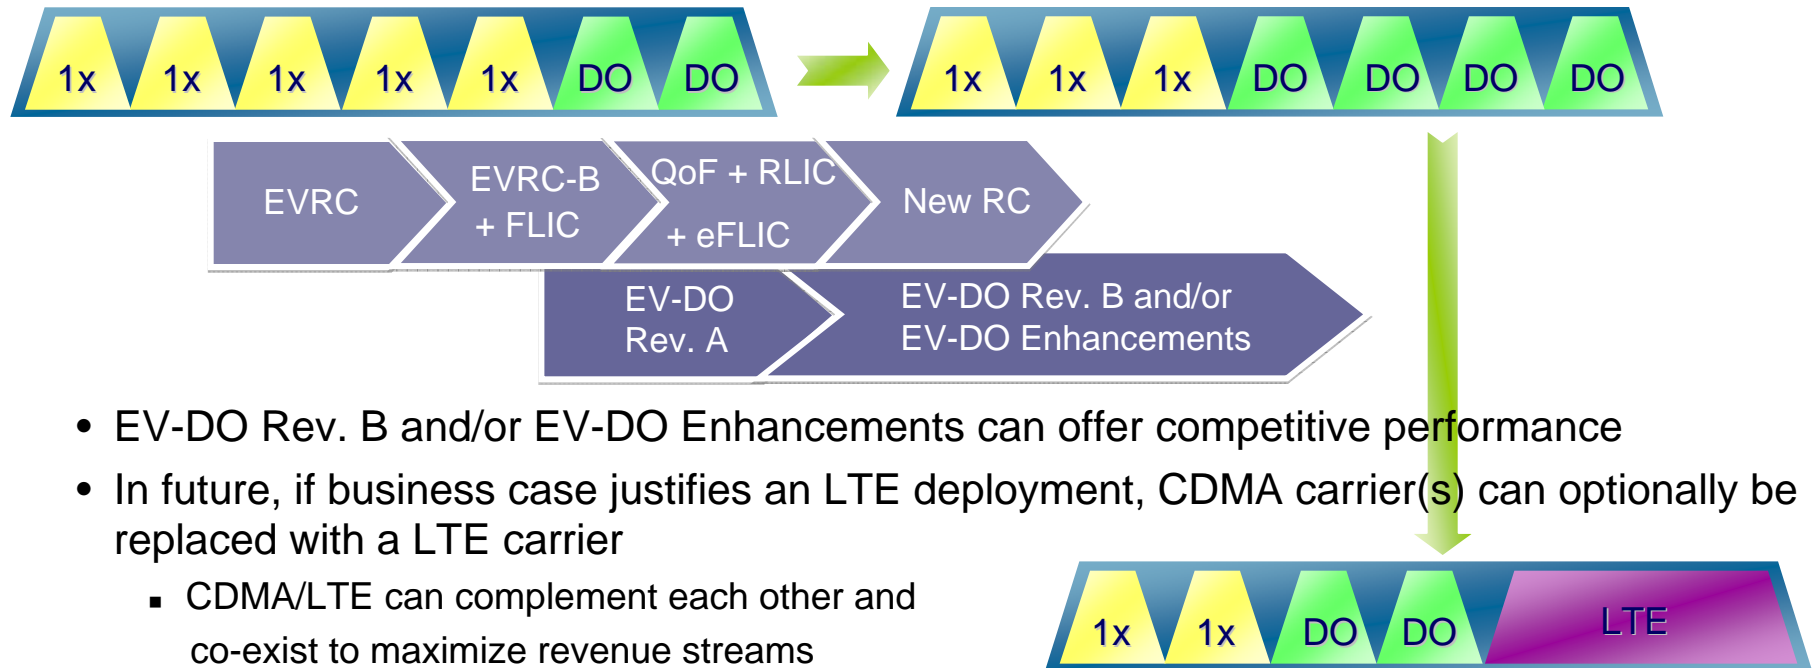 1x 1x 1x 1x 1x DO DO
1x 1x 1x DO DO DO DO
EVRC
EVRC-B
+ FLIC
QoF + RLIC
+ eFLIC
New RC
EV-DO
Rev. A
EV-DO Rev. B and/or
EV-DO Enhancements
• EV-DO Rev. B and/or EV-DO Enhancements can offer competitive performance
• In future, if business case justifies an LTE deployment, CDMA carrier(s) can optionally be
replaced with a LTE carrier
▪ CDMA/LTE can complement each other and
co-exist to maximize revenue streams
1x 1x DO DO LTE